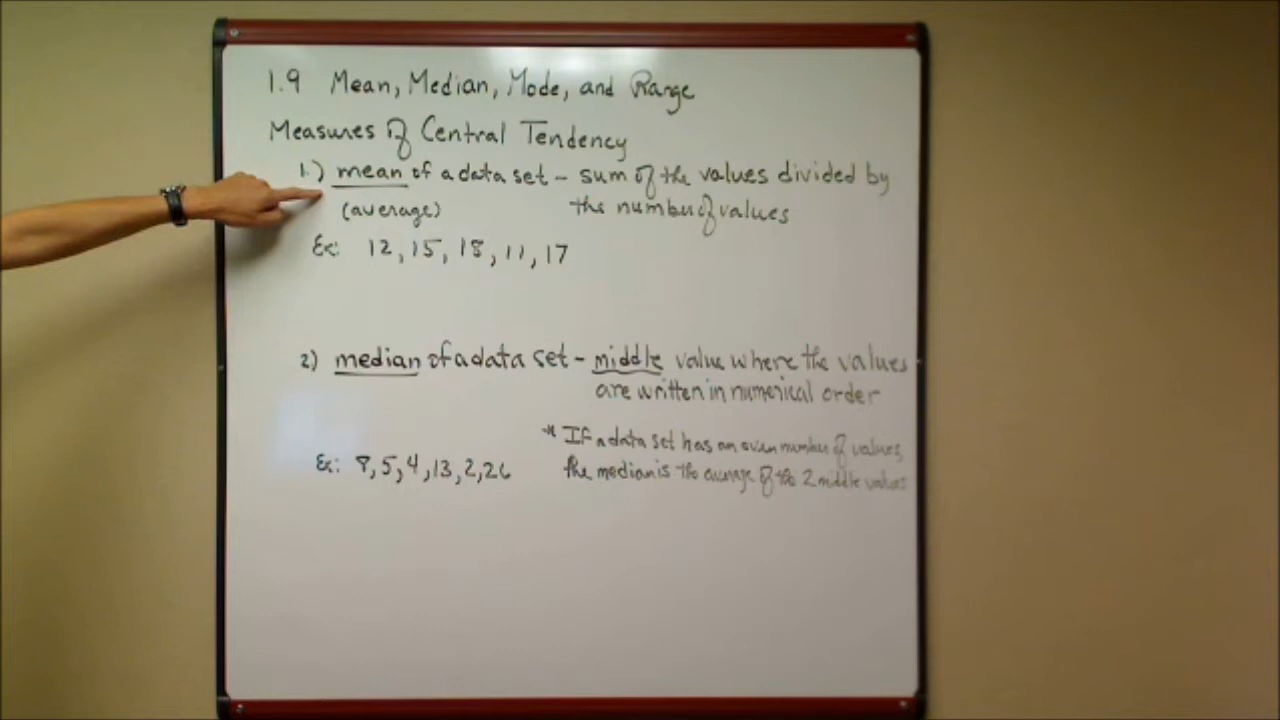 1.9 Mean, Median, Mode, and Range
Measures of Central Tendency
1.) mean of a data set - sum of the values divided by
(average) the number of values
Ex: 12, 15, 18, 11, 17
2) median of a data set - middle value where the values
are written in numerical order
* If a data set has an even number of values,
the median is the average of the 2 middle values
Ex: 8, 5, 4, 13, 2, 26